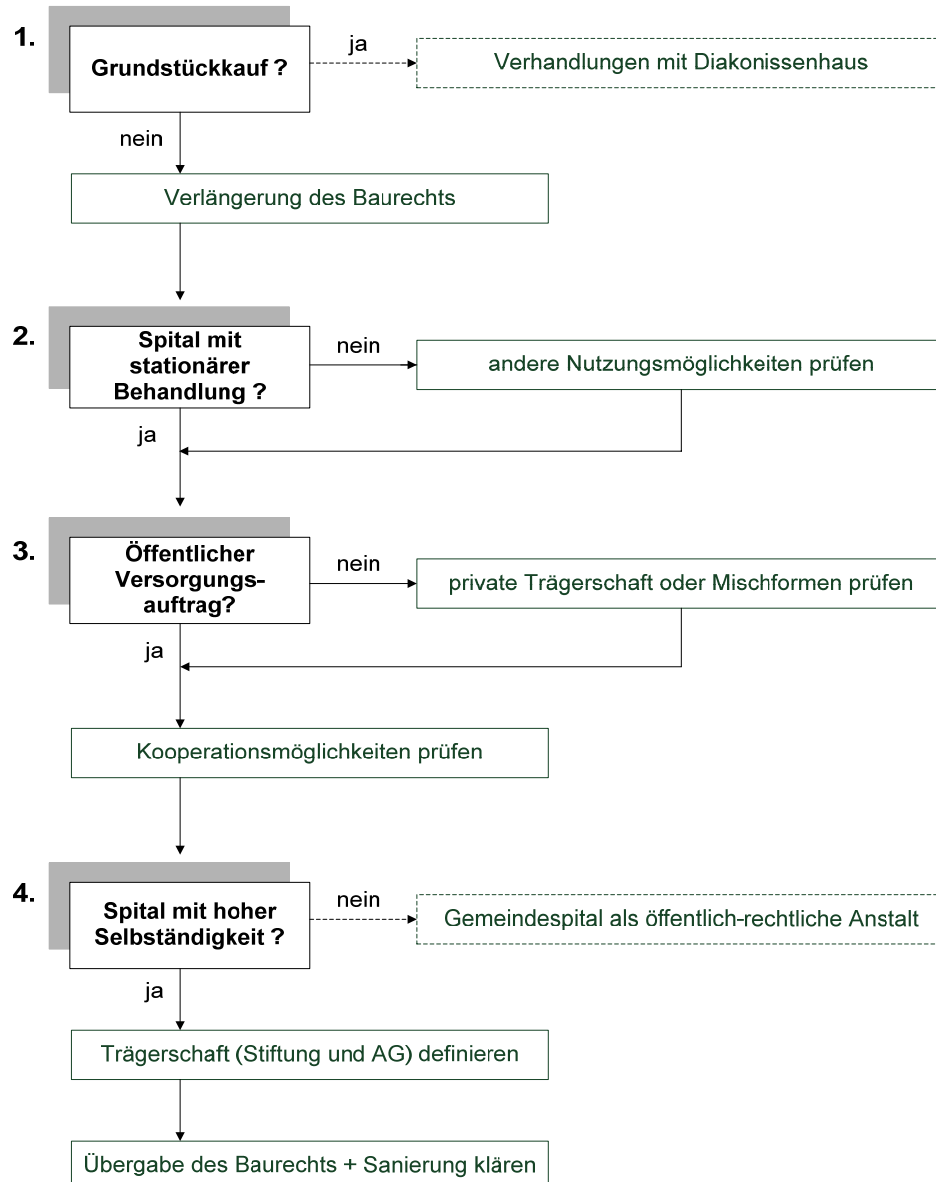 1.
Grundstückkauf ?
ja
Verhandlungen mit Diakonissenhaus
nein
Verlängerung des Baurechts
2.
Spital mit
stationärer
Behandlung ?
nein
andere Nutzungsmöglichkeiten prüfen
ja
3.
Öffentlicher
Versorgungs-
auftrag?
nein
private Trägerschaft oder Mischformen prüfen
ja
Kooperationsmöglichkeiten prüfen
4.
Spital mit hoher
Selbständigkeit ?
nein
Gemeindespital als öffentlich-rechtliche Anstalt
ja
Trägerschaft (Stiftung und AG) definieren
Übergabe des Baurechts + Sanierung klären